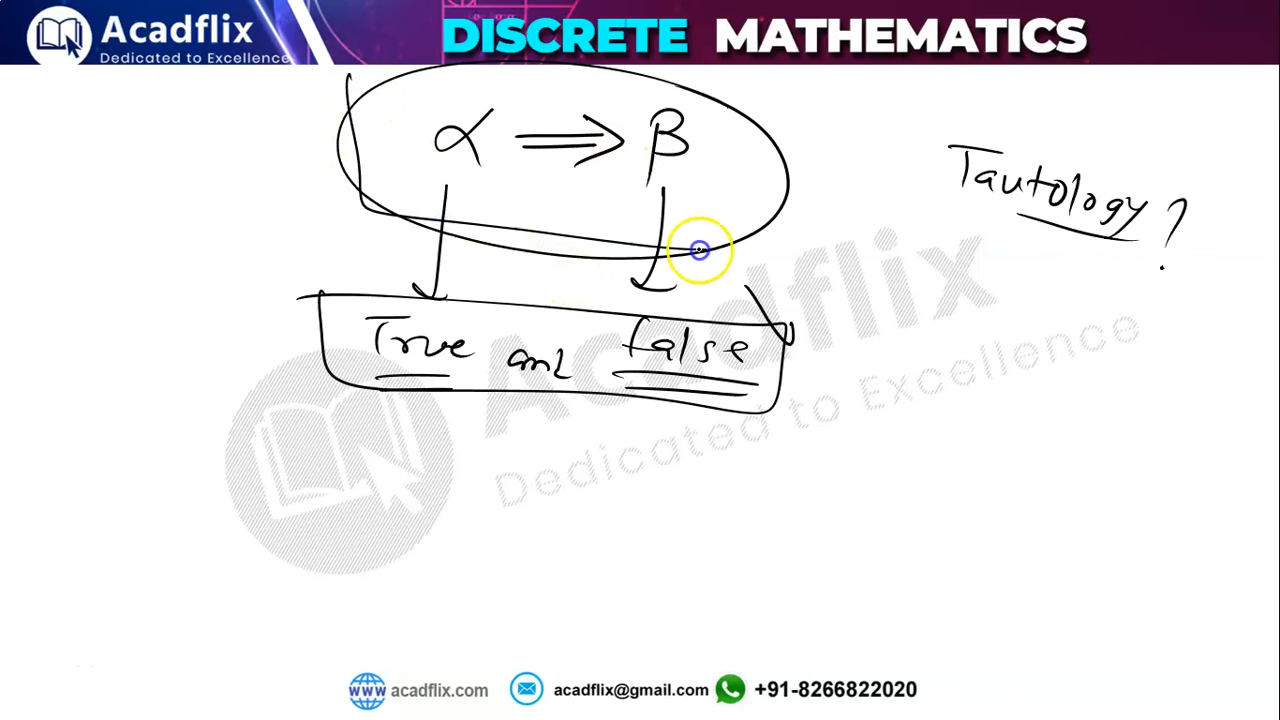 Acadflix
Dedicated to Excellence
DISCRETE MATHEMATICS
α ⟹ β
Tautology ?
True and false
Acadflix
Dedicated to Excellence
www acadflix.com
acadflix@gmail.com
+91-8266822020